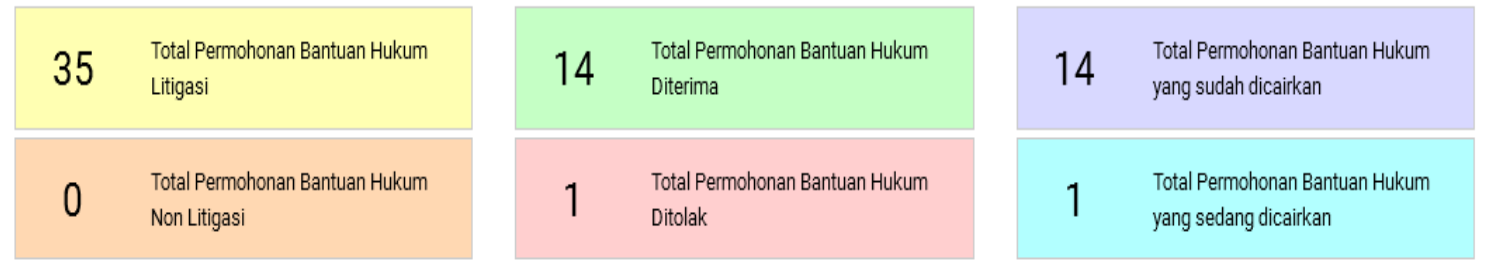 35
Total Permohonan Bantuan Hukum
Litigasi
14
Total Permohonan Bantuan Hukum
Diterima
14
Total Permohonan Bantuan Hukum
yang sudah dicairkan
0
Total Permohonan Bantuan Hukum
Non Litigasi
1
Total Permohonan Bantuan Hukum
Ditolak
1
Total Permohonan Bantuan Hukum
yang sedang dicairkan